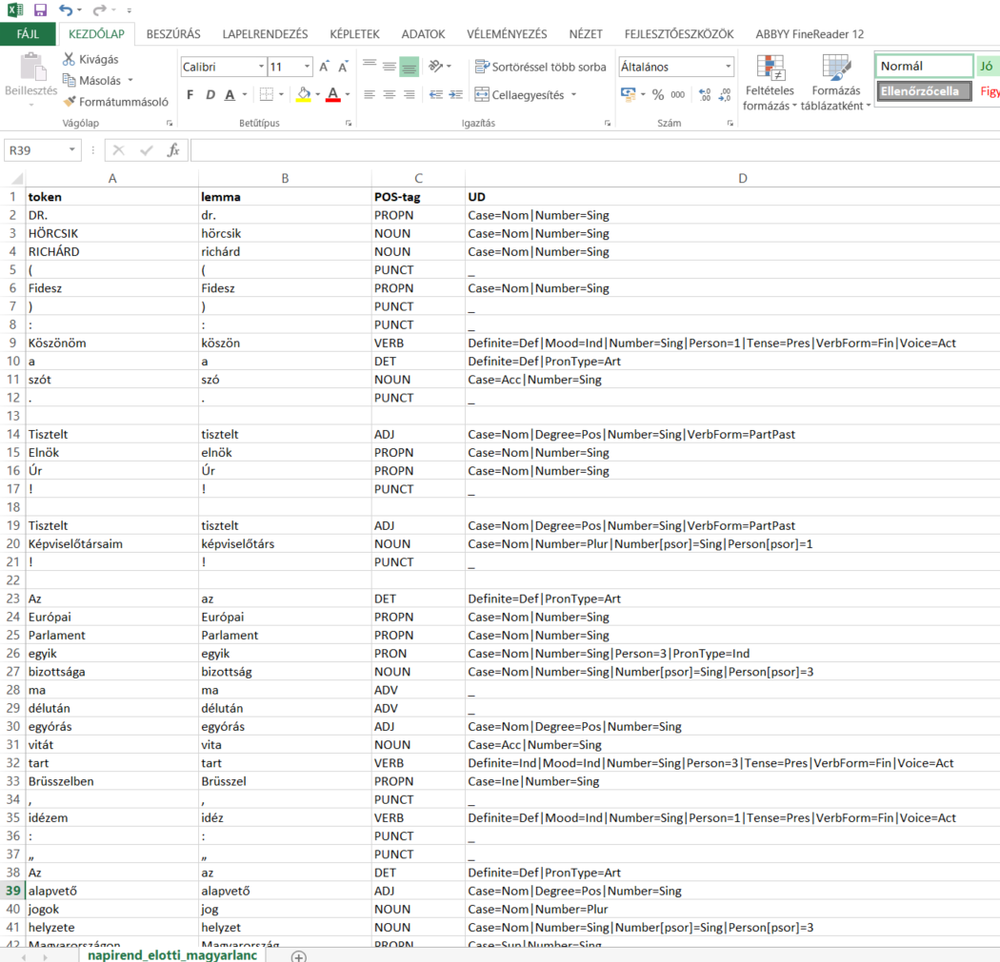 FÁJL KEZDŐLAP BESZÚRÁS LAPELRENDEZÉS KÉPLETEK ADATOK VÉLEMÉNYEZÉS NÉZET FEJLESZTŐESZKÖZÖK ABBYY FineReader 12
Beillesztés
Kivágás
Másolás
Formátummásoló
Vágólap
Calibri 11
F D A
Betűtípus
Sortöréssel több sorba
Cellaegyesítés
Igazítás
Általános
% 000
Szám
Feltételes formázás
Formázás táblázatként
Normál Jó
Ellenőrzőcella Figy
R39 fx
A B C D
1 token lemma POS-tag UD
2 DR. dr. PROPN Case=Nom|Number=Sing
3 HÖRCSIK hörcsik NOUN Case=Nom|Number=Sing
4 RICHÁRD richárd NOUN Case=Nom|Number=Sing
5 ( ( PUNCT _
6 Fidesz Fidesz PROPN Case=Nom|Number=Sing
7 ) ) PUNCT _
8 : : PUNCT _
9 Köszönöm köszön VERB Definite=Def|Mood=Ind|Number=Sing|Person=1|Tense=Pres|VerbForm=Fin|Voice=Act
10 a a DET Definite=Def|PronType=Art
11 szót szó NOUN Case=Acc|Number=Sing
12 . . PUNCT _
13
14 Tisztelt tisztelt ADJ Case=Nom|Degree=Pos|Number=Sing|VerbForm=PartPast
15 Elnök elnök PROPN Case=Nom|Number=Sing
16 Úr Úr PROPN Case=Nom|Number=Sing
17 ! ! PUNCT _
18
19 Tisztelt tisztelt ADJ Case=Nom|Degree=Pos|Number=Sing|VerbForm=PartPast
20 Képviselőtársaim képviselőtárs NOUN Case=Nom|Number=Plur|Number[psor]=Sing|Person[psor]=1
21 ! ! PUNCT _
22
23 Az az DET Definite=Def|PronType=Art
24 Európai Európai PROPN Case=Nom|Number=Sing
25 Parlament Parlament PROPN Case=Nom|Number=Sing
26 egyik egyik PRON Case=Nom|Number=Sing|Person=3|PronType=Ind
27 bizottsága bizottság NOUN Case=Nom|Number=Sing|Number[psor]=Sing|Person[psor]=3
28 ma ma ADV _
29 délután délután ADV _
30 egyórás egyórás ADJ Case=Nom|Degree=Pos|Number=Sing
31 vitát vita NOUN Case=Acc|Number=Sing
32 tart tart VERB Definite=Ind|Mood=Ind|Number=Sing|Person=3|Tense=Pres|VerbForm=Fin|Voice=Act
33 Brüsszelben Brüsszel PROPN Case=Ine|Number=Sing
34 , , PUNCT _
35 idézem idéz VERB Definite=Def|Mood=Ind|Number=Sing|Person=1|Tense=Pres|VerbForm=Fin|Voice=Act
36 : : PUNCT _
37 „ „ PUNCT _
38 Az az DET Definite=Def|PronType=Art
39 alapvető alapvető ADJ Case=Nom|Degree=Pos|Number=Sing
40 jogok jog NOUN Case=Nom|Number=Plur
41 helyzete helyzet NOUN Case=Nom|Number=Sing|Number[psor]=Sing|Person[psor]=3
42 Magyarországon Magyarország PROPN Case=Sup|Number=Sing
napirend_elotti_magyarlanc